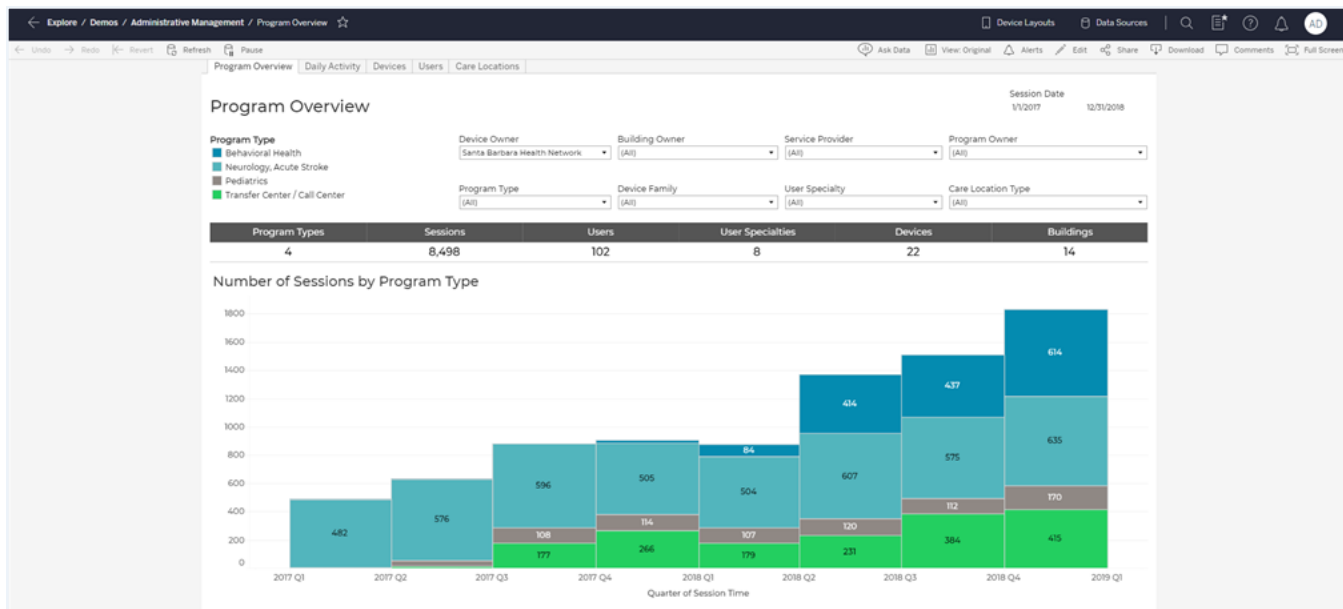 Explore / Demos / Administrative Management / Program Overview
Device Layouts Data Sources AD
Undo Redo Revert Refresh Pause
Ask Data View: Original Alerts Edit Share Download Comments Full Screen
Program Overview Daily Activity Devices Users Care Locations
Program Overview
Session Date
1/1/2017 12/31/2018
Program Type
Behavioral Health
Neurology, Acute Stroke
Pediatrics
Transfer Center / Call Center
Device Owner Building Owner Service Provider Program Owner
Santa Barbara Health Network (All) (All) (All)
Program Type Device Family User Specialty Care Location Type
(All) (All) (All) (All)
Program Types Sessions Users User Specialties Devices Buildings
4 8,498 102 8 22 14
Number of Sessions by Program Type
1800
1600
1400
1200
1000
800
600
400
200
0
482
576
596
108
177
505
114
266
84
504
107
179
414
607
120
231
437
575
112
384
614
635
170
415
2017 Q1 2017 Q2 2017 Q3 2017 Q4 2018 Q1 2018 Q2 2018 Q3 2018 Q4 2019 Q1
Quarter of Session Time